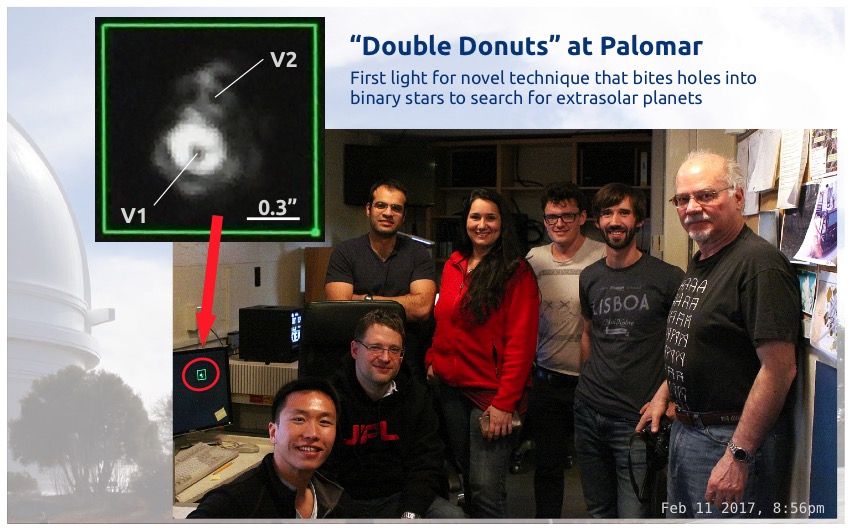 “Double Donuts” at Palomar
First light for novel technique that bites holes into
binary stars to search for extrasolar planets
V2
V1
0.3”
LISBOA
JPL
Feb 11 2017, 8:56pm